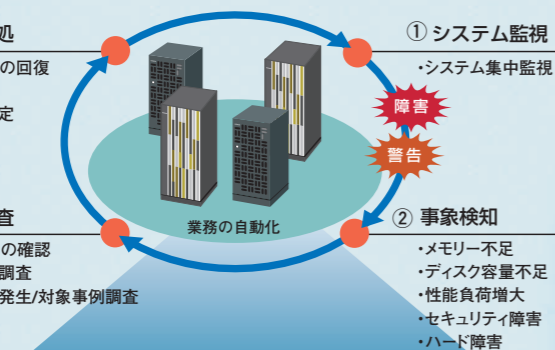 処
の回復
定
① システム監視
・システム集中監視
障害
警告
業務の自動化
査
の確認
調査
発生/対象事例調査
② 事象検知
・メモリー不足
・ディスク容量不足
・性能負荷増大
・セキュリティ障害
・ハード障害